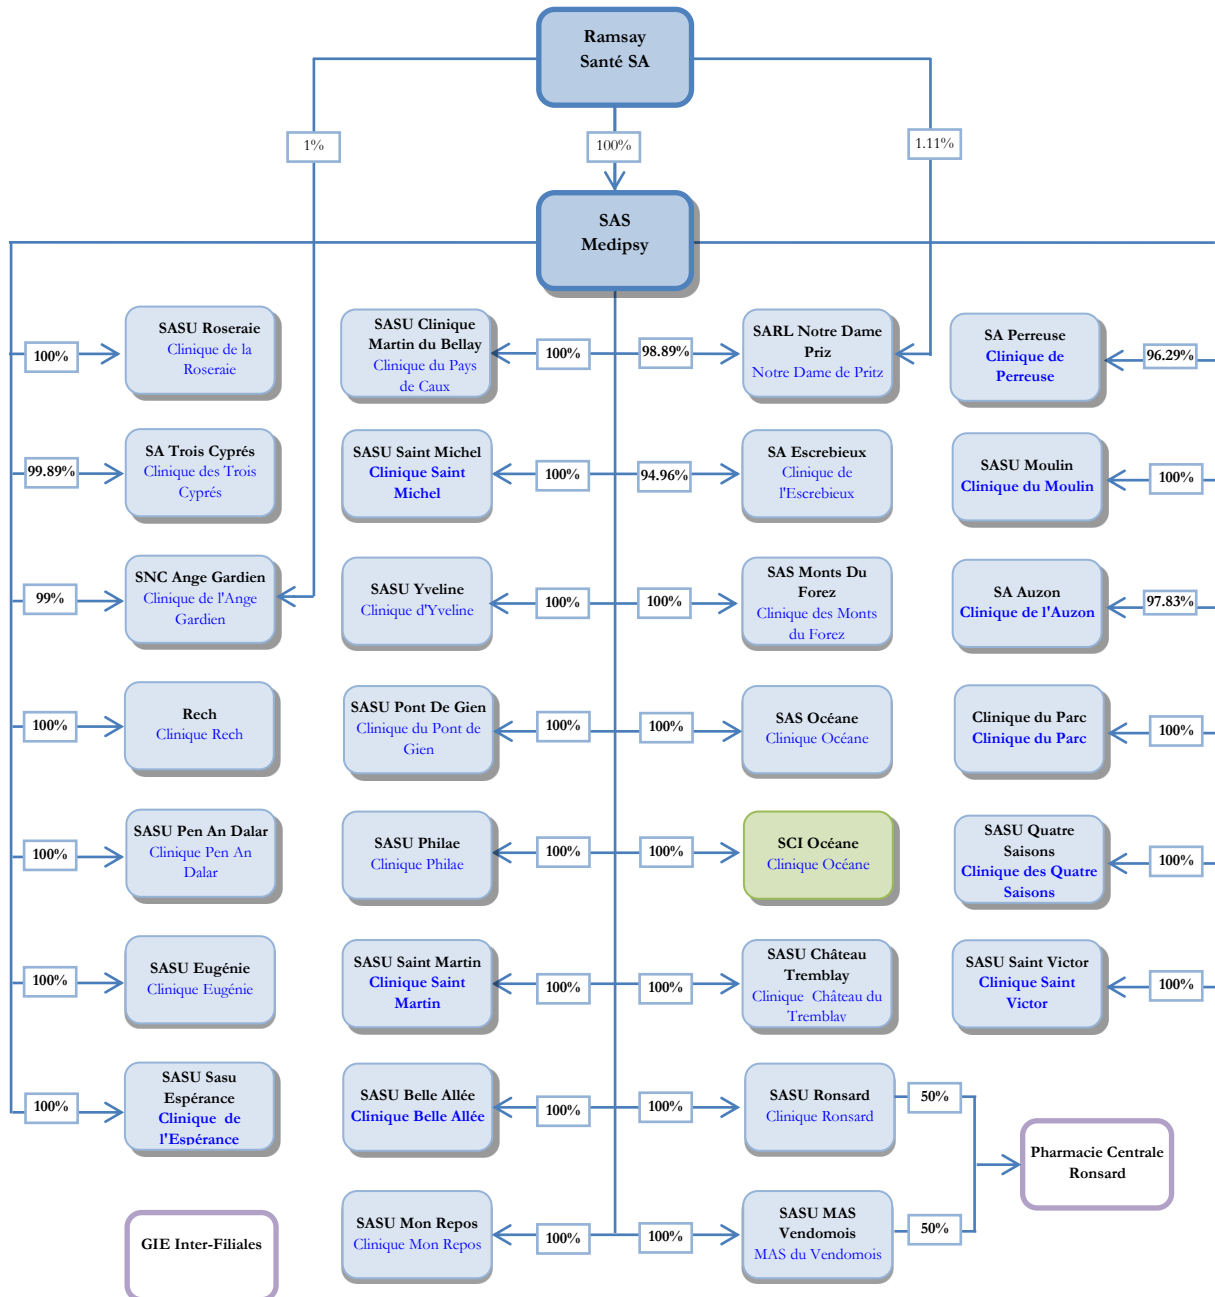 Ramsay
Santé SA
1%
100%
1.11%
SAS
Medipsy
100%
SASU Roseraie
Clinique de la
Roseraie
SASU Clinique
Martin du Bellay
Clinique du Pays
de Caux
100%
98.89%
SARL Notre Dame
Priz
Notre Dame de Pritz
SA Perreuse
Clinique de
Perreuse
96.29%
99.89%
SA Trois Cyprés
Clinique des Trois
Cyprés
SASU Saint Michel
Clinique Saint
Michel
100%
94.96%
SA Escrebieux
Clinique de
l'Escrebieux
SASU Moulin
Clinique du Moulin
100%
99%
SNC Ange Gardien
Clinique de l'Ange
Gardien
SASU Yveline
Clinique d'Yveline
100%
100%
SAS Monts Du
Forez
Clinique des Monts
du Forez
SA Auzon
Clinique de l'Auzon
97.83%
100%
Rech
Clinique Rech
SASU Pont De Gien
Clinique du Pont de
Gien
100%
100%
SAS Océane
Clinique Océane
Clinique du Parc
Clinique du Parc
100%
100%
SASU Pen An Dalar
Clinique Pen An
Dalar
SASU Philae
Clinique Philae
100%
100%
SCI Océane
Clinique Océane
SASU Quatre
Saisons
Clinique des Quatre
Saisons
100%
100%
SASU Eugénie
Clinique Eugénie
SASU Saint Martin
Clinique Saint
Martin
100%
100%
SASU Château
Tremblay
Clinique Château du
Tremblay
SASU Saint Victor
Clinique Saint
Victor
100%
100%
SASU Sasu
Espérance
Clinique de
l'Espérance
SASU Belle Allée
Clinique Belle Allée
100%
100%
SASU Ronsard
Clinique Ronsard
50%
Pharmacie Centrale
Ronsard
GIE Inter-Filiales
SASU Mon Repos
Clinique Mon Repos
100%
100%
SASU MAS
Vendomois
MAS du Vendomois
50%